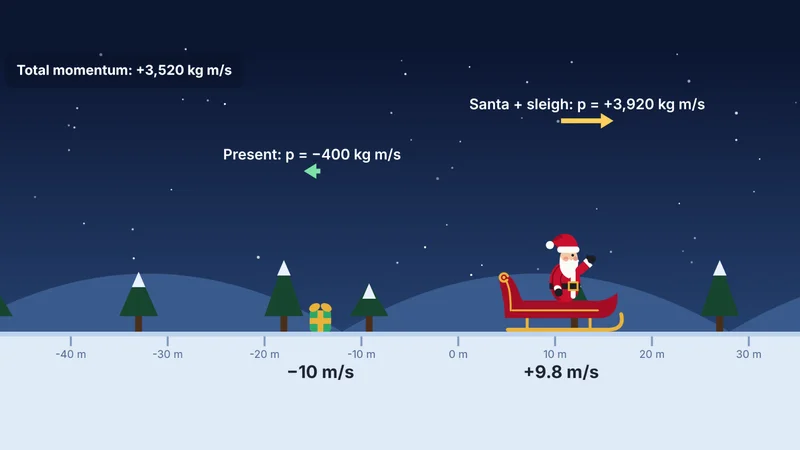 Total momentum: +3,520 kg m/s
Santa + sleigh: p = +3,920 kg m/s
Present: p = −400 kg m/s
-40 m
-30 m
-20 m
-10 m
0 m
10 m
20 m
30 m
−10 m/s
+9.8 m/s